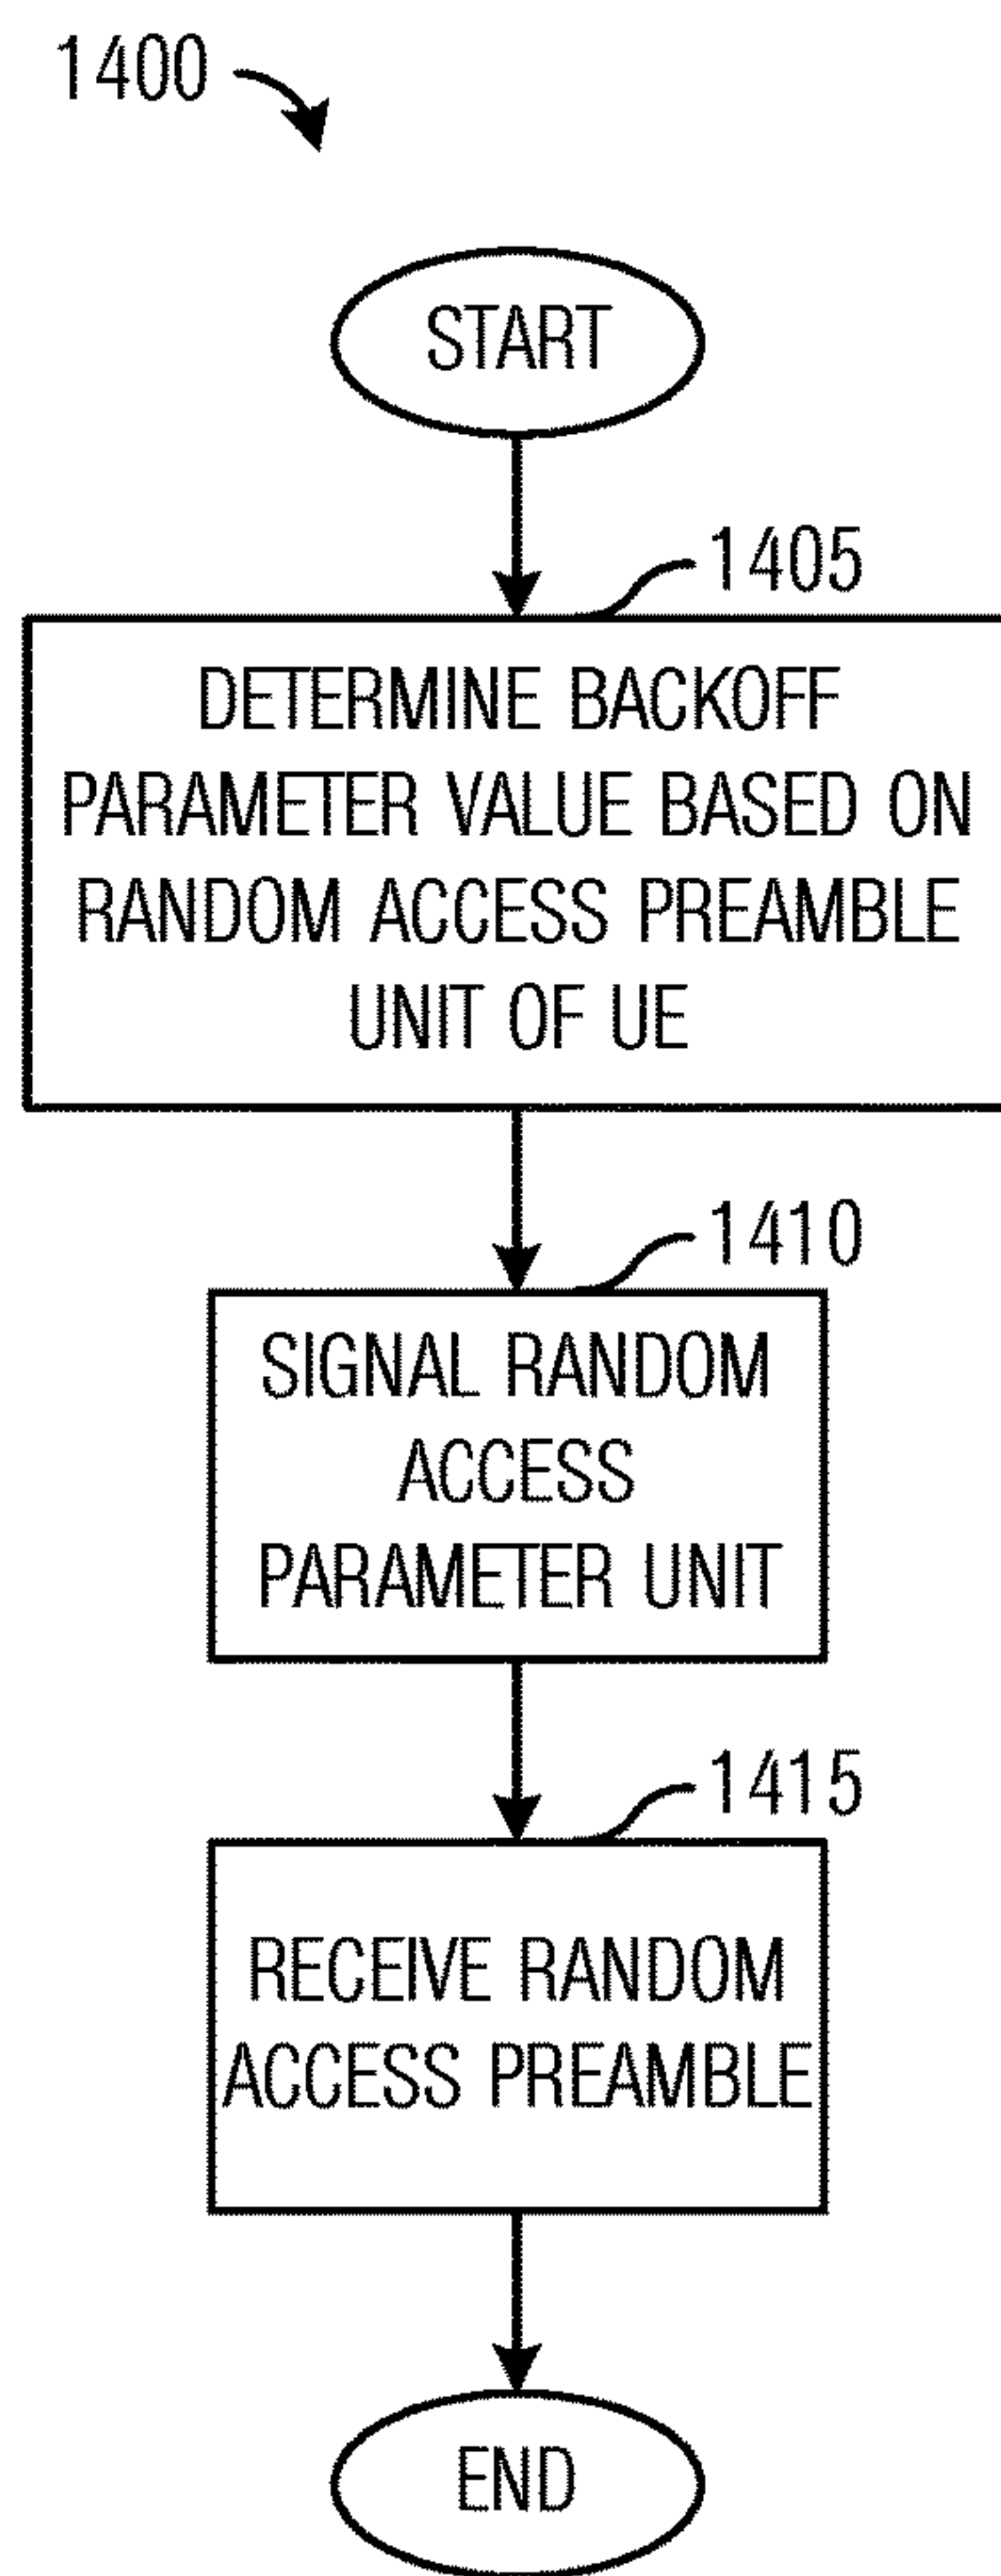 1400
START
1405
DETERMINE BACKOFF
PARAMETER VALUE BASED ON
RANDOM ACCESS PREAMBLE
UNIT OF UE
1410
SIGNAL RANDOM
ACCESS
PARAMETER UNIT
1415
RECEIVE RANDOM
ACCESS PREAMBLE
END